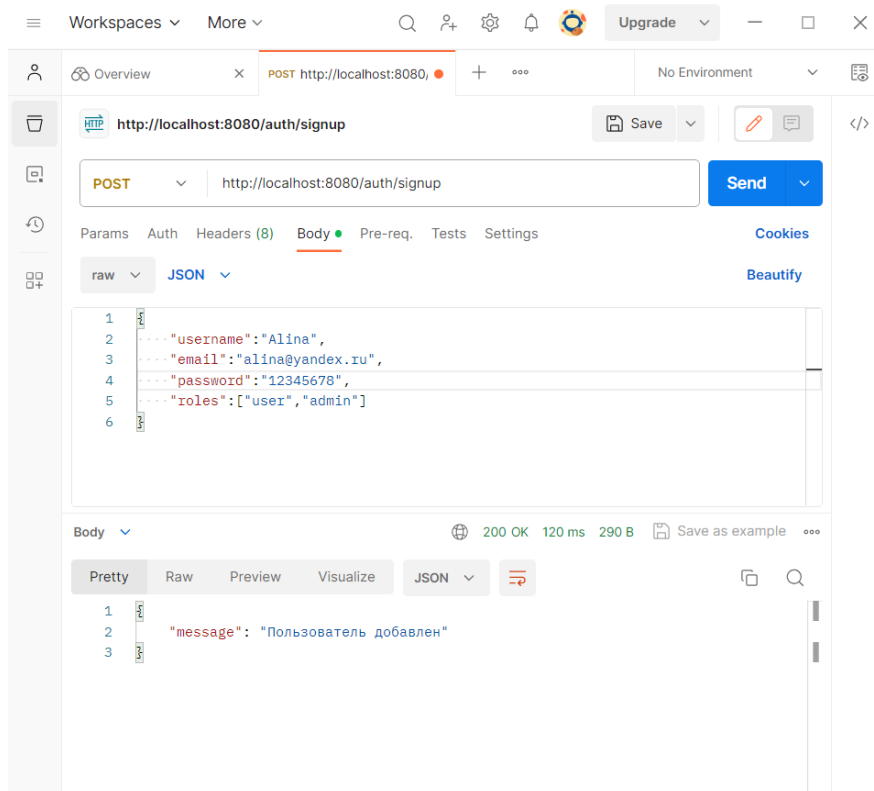 Workspaces More Upgrade
Overview POST http://localhost:8080/ No Environment
HTTP http://localhost:8080/auth/signup Save
POST http://localhost:8080/auth/signup Send
Params Auth Headers (8) Body Pre-req. Tests Settings Cookies
raw JSON Beautify
1 {
2 ····"username":"Alina",
3 ····"email":"alina@yandex.ru",
4 ····"password":"12345678",
5 ····"roles":["user","admin"]
6 }
Body 200 OK 120 ms 290 B Save as example
Pretty Raw Preview Visualize JSON
1 {
2 "message": "Пользователь добавлен"
3 }